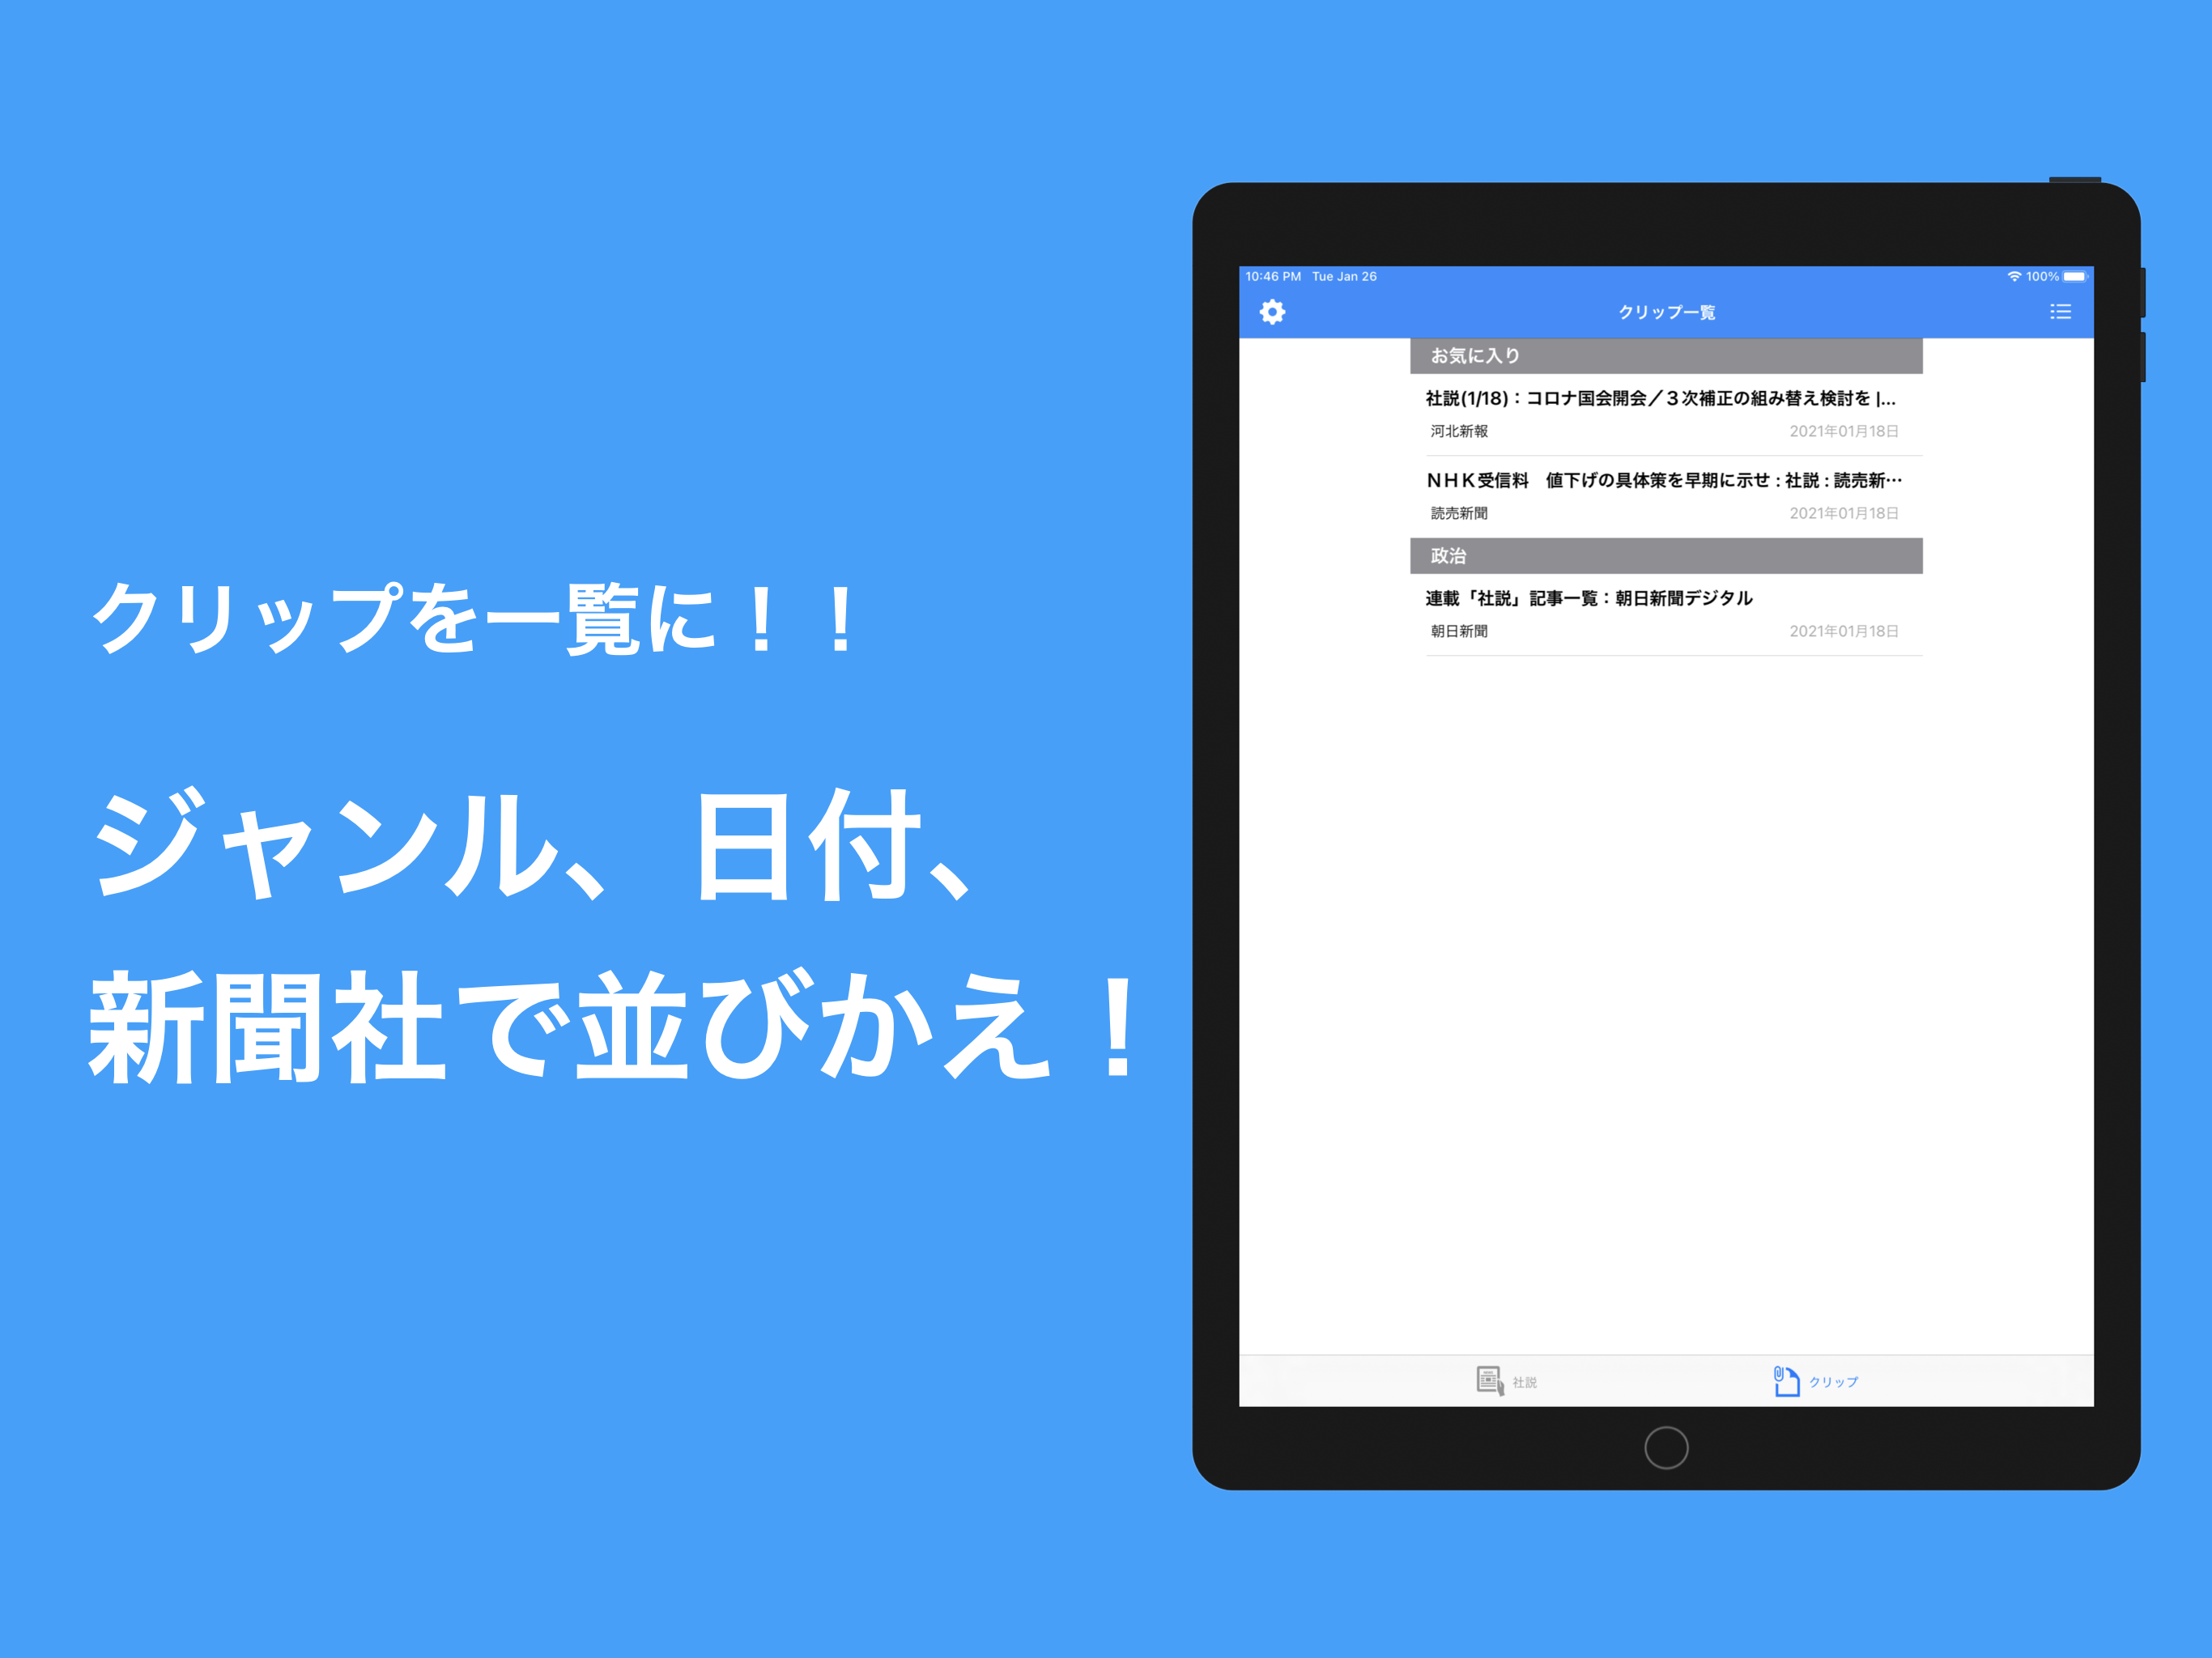 クリップを一覧に！！
ジャンル、日付、
新聞社で並びかえ！
10:46 PM Tue Jan 26 100%
クリップ一覧
お気に入り
社説(1/18)：コロナ国会開会／３次補正の組み替え検討を |...
河北新報 2021年01月18日
ＮＨＫ受信料　値下げの具体策を早期に示せ : 社説 : 読売新…
読売新聞 2021年01月18日
政治
連載「社説」記事一覧：朝日新聞デジタル
朝日新聞 2021年01月18日
社説 クリップ